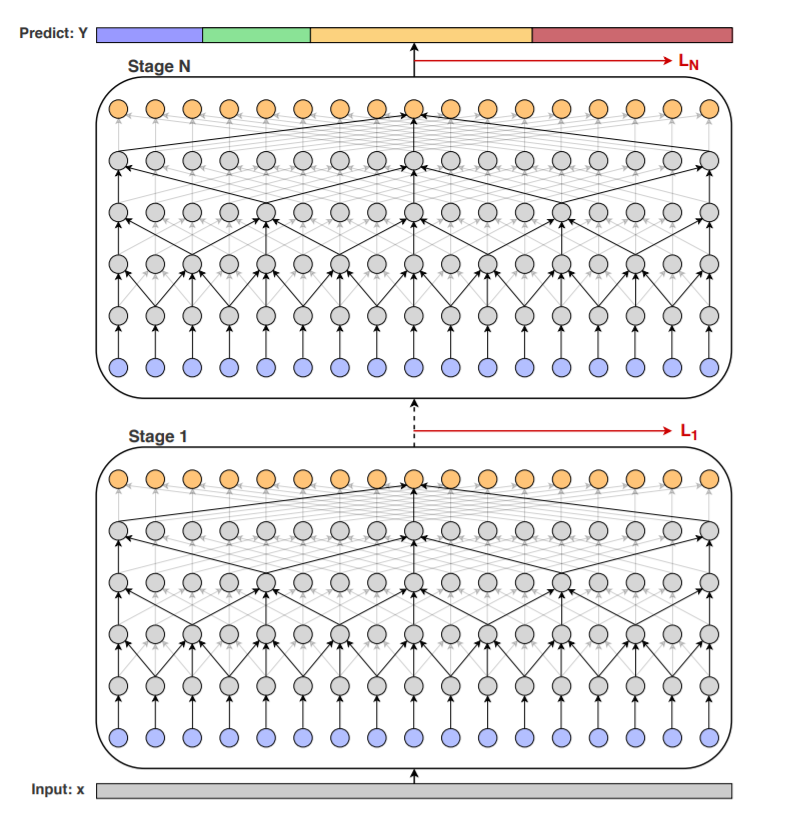 Predict: Y
Stage N
L_N
Stage 1
L_1
Input: x